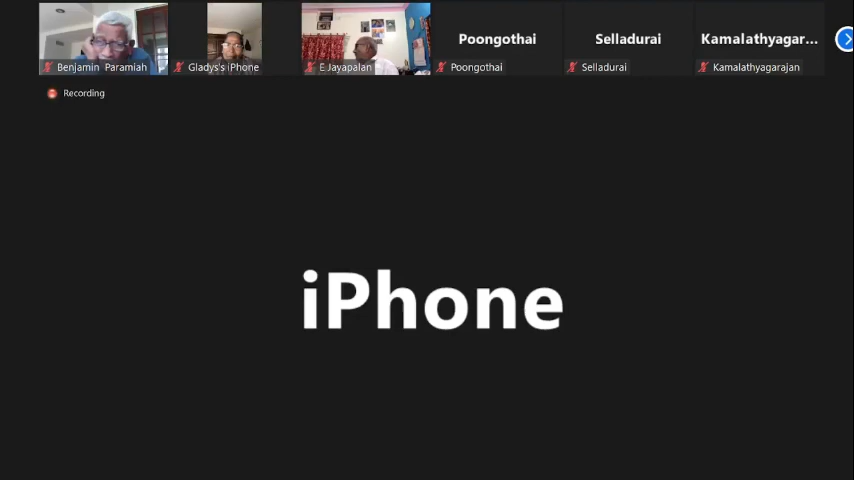 Poongothai
Selladurai
Kamalathyagar...
Benjamin Paramiah
Gladys's iPhone
E Jayapalan
Poongothai
Selladurai
Kamalathyagarajan
Recording
iPhone